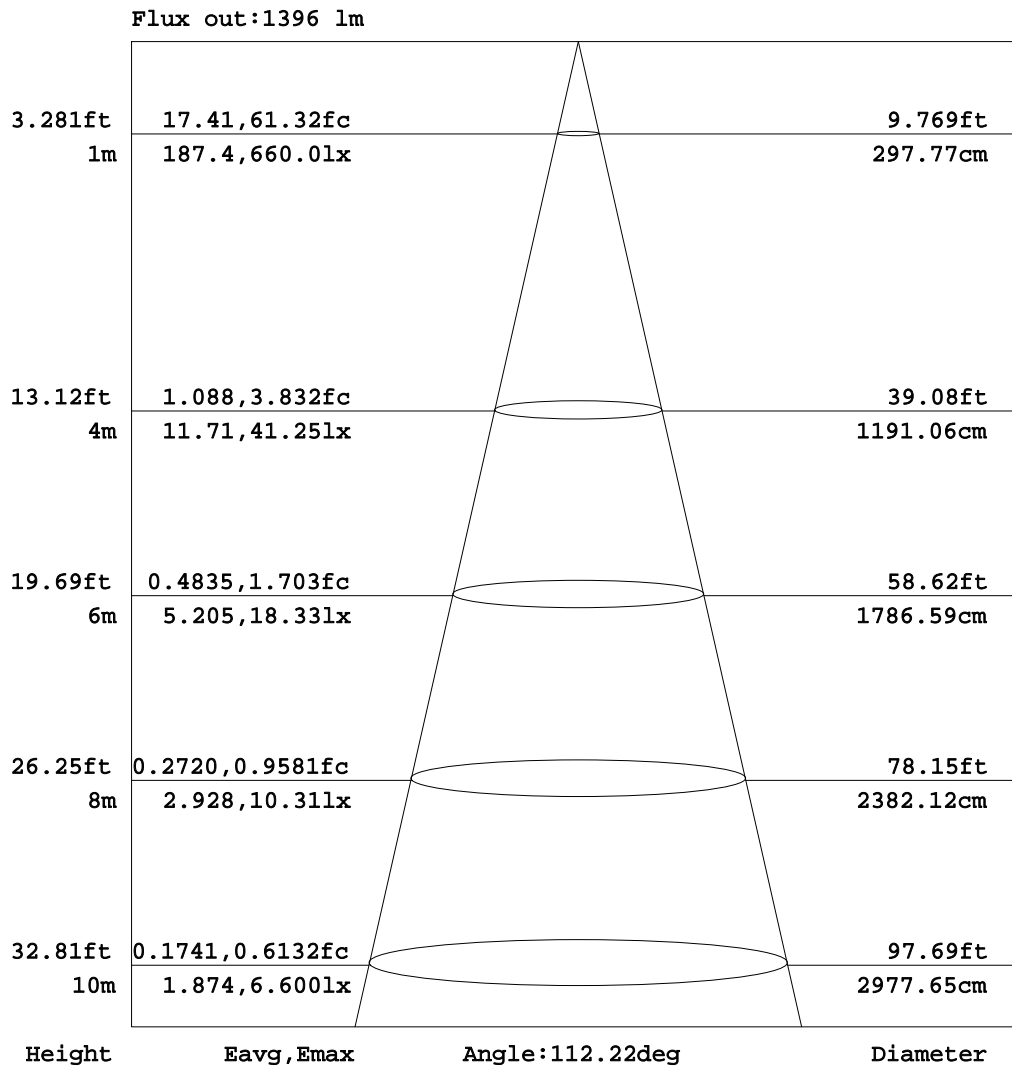 Flux out:1396 lm
3.281ft 17.41,61.32fc 9.769ft
1m 187.4,660.0lx 297.77cm
13.12ft 1.088,3.832fc 39.08ft
4m 11.71,41.25lx 1191.06cm
19.69ft 0.4835,1.703fc 58.62ft
6m 5.205,18.33lx 1786.59cm
26.25ft 0.2720,0.9581fc 78.15ft
8m 2.928,10.31lx 2382.12cm
32.81ft 0.1741,0.6132fc 97.69ft
10m 1.874,6.600lx 2977.65cm
Height Eavg,Emax Angle:112.22deg Diameter